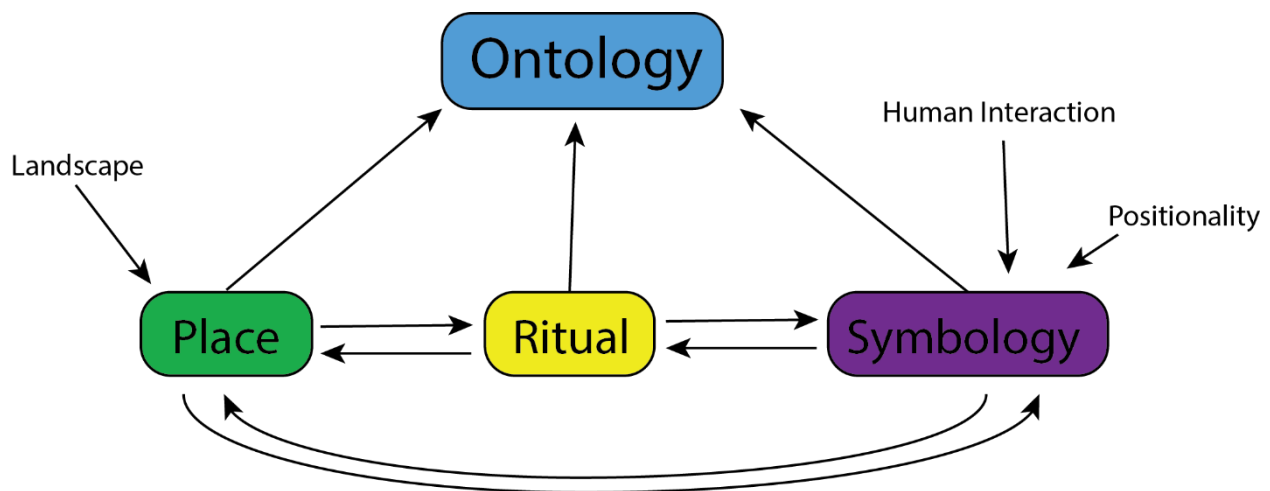 Ontology
Human Interaction
Landscape
Positionality
Place
Ritual
Symbology